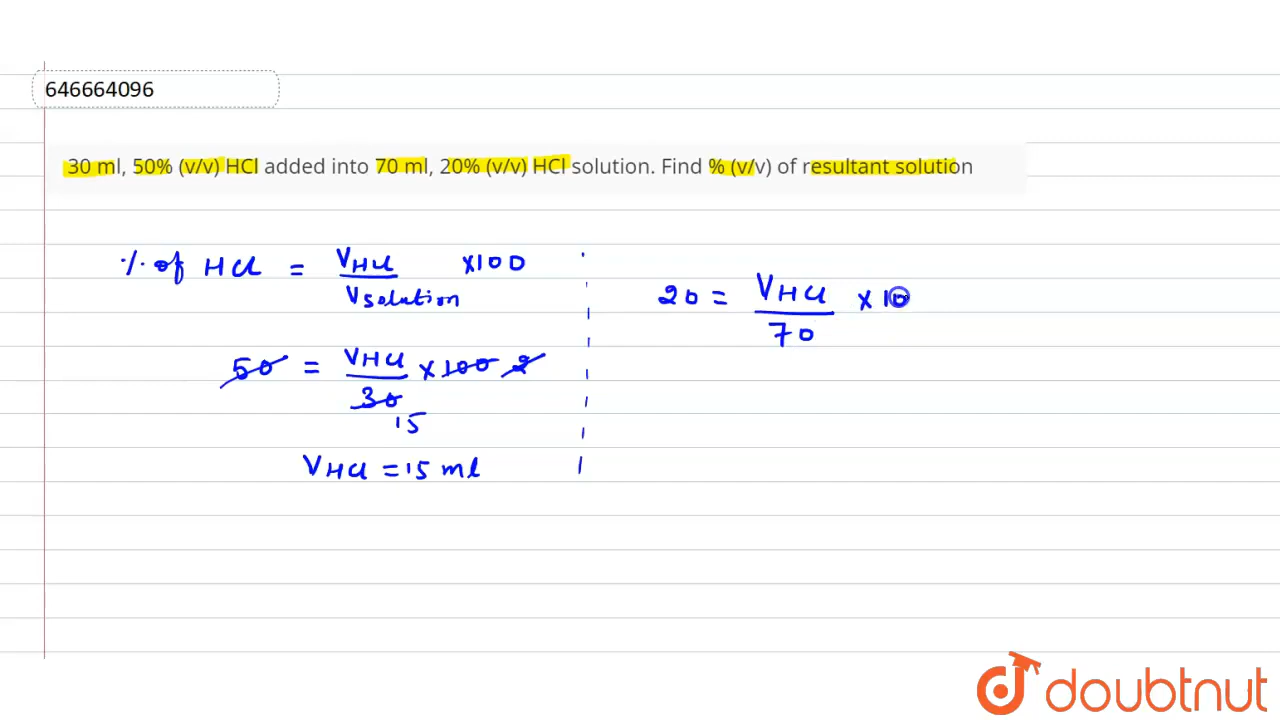 646664096
30 ml, 50% (v/v) HCl added into 70 ml, 20% (v/v) HCl solution. Find % (v/v) of resultant solution
% of HCl = VHCl / Vsolution ×100
50 = VHCl / 30 ×100 2
15
VHCl = 15 ml
20 = VHCl / 70 ×10
doubtnut